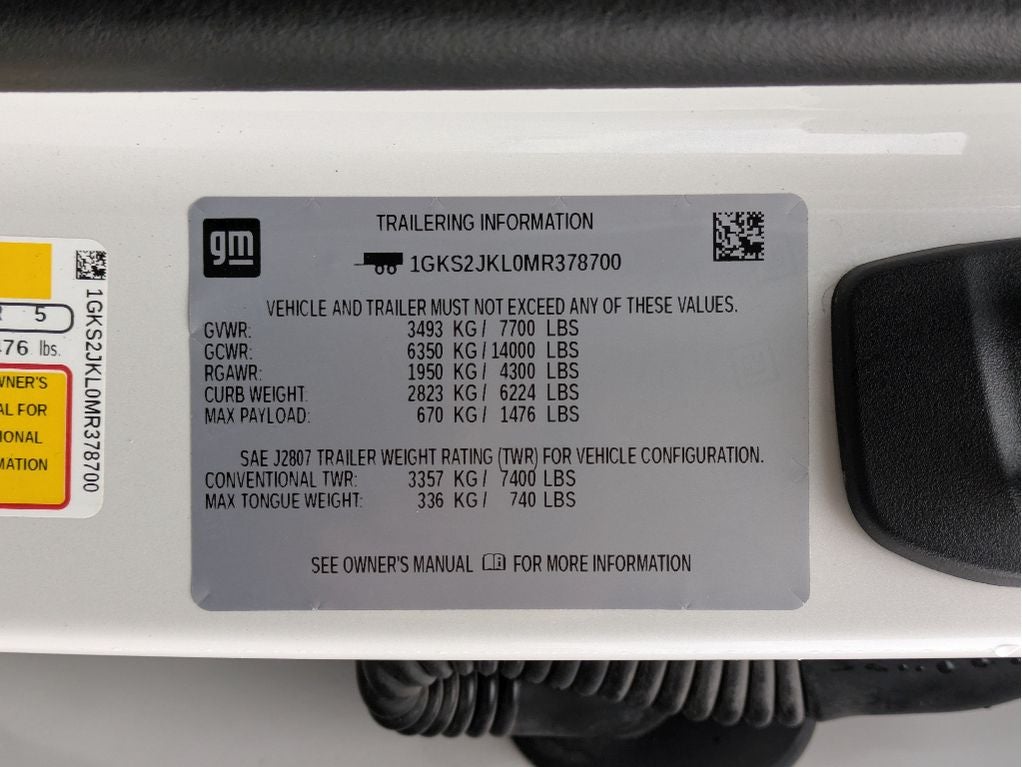 gm
TRAILERING INFORMATION
1GKS2JKL0MR378700
VEHICLE AND TRAILER MUST NOT EXCEED ANY OF THESE VALUES.
GVWR: 3493 KG/ 7700 LBS
GCWR: 6350 KG/ 14000 LBS
RGAWR: 1950 KG/ 4300 LBS
CURB WEIGHT: 2823 KG/ 6224 LBS
MAX PAYLOAD: 670 KG/ 1476 LBS
SAE J2807 TRAILER WEIGHT RATING (TWR) FOR VEHICLE CONFIGURATION.
CONVENTIONAL TWR: 3357 KG/ 7400 LBS
MAX TONGUE WEIGHT: 336 KG/ 740 LBS
SEE OWNER'S MANUAL FOR MORE INFORMATION
5
lbs.
FOR
1GKS2JKL0MR378700